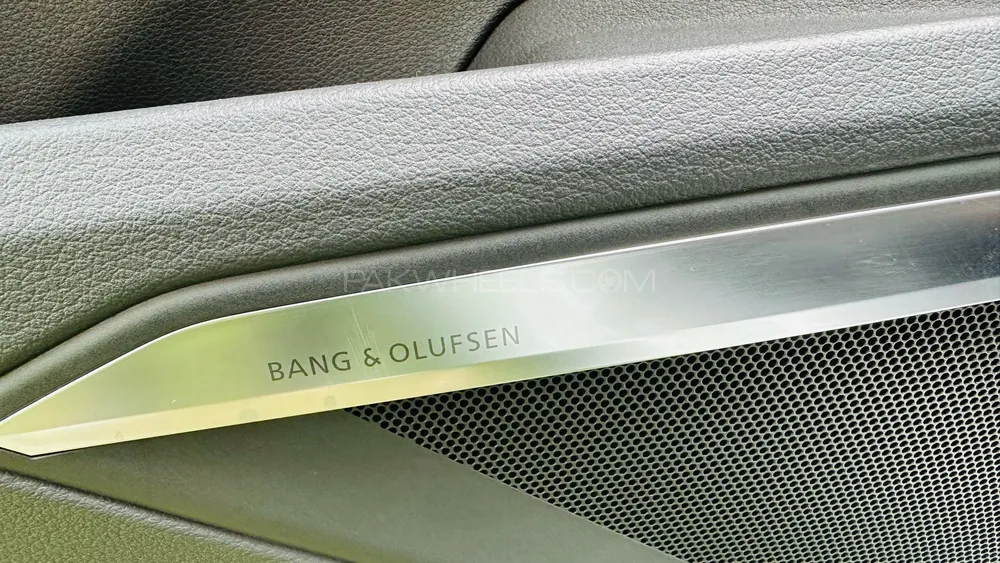 PAKWHEELS.COM
BANG & OLUFSEN